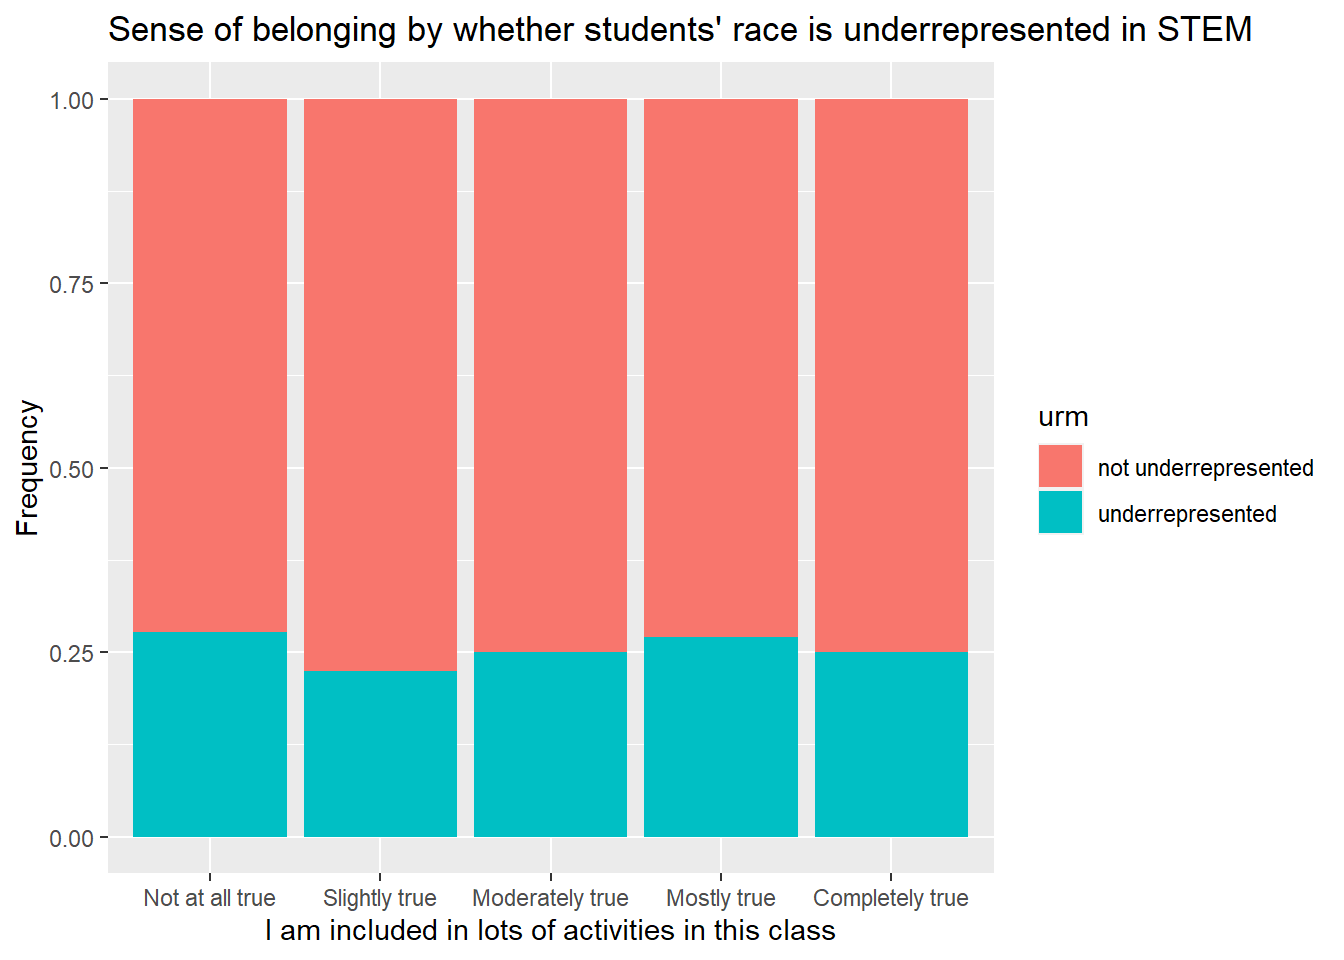 Sense of belonging by whether students' race is underrepresented in STEM
1.00
0.75
0.50
0.25
0.00
Frequency
Not at all true
Slightly true
Moderately true
Mostly true
Completely true
I am included in lots of activities in this class
urm
not underrepresented
underrepresented